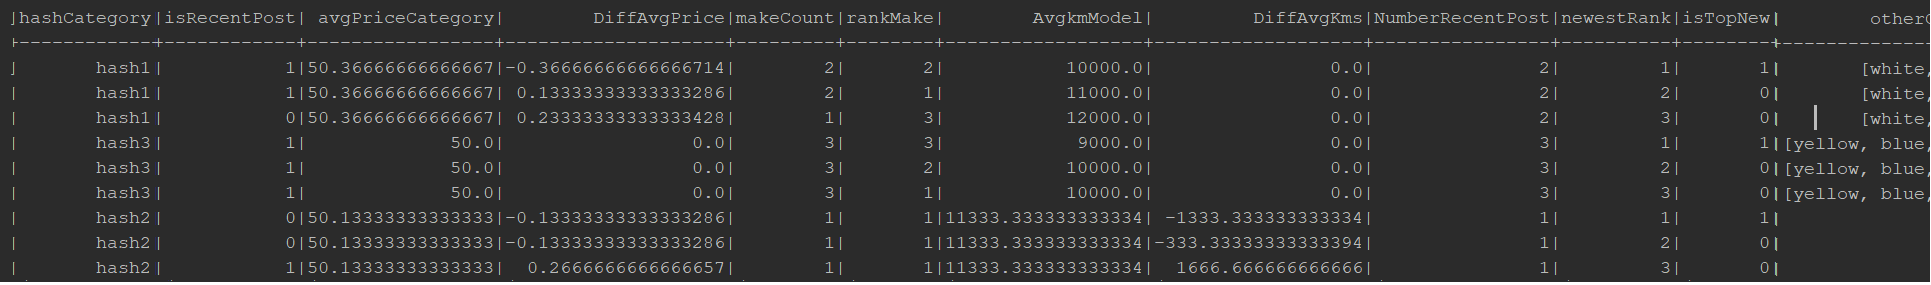 |hashCategory|isRecentPost| avgPriceCategory|        DiffAvgPrice|makeCount|rankMake|        AvgkmModel|          DiffAvgKms|NumberRecentPost|newestRank|isTopNew|
+------------+------------+-----------------+--------------------+---------+--------+------------------+--------------------+----------------+----------+--------+
|       hash1|           1|50.36666666666667|-0.36666666666666714|        2|       2|           10000.0|                 0.0|               2|         1|       1| [white,
|       hash1|           1|50.36666666666667| 0.13333333333333286|        2|       1|           11000.0|                 0.0|               2|         2|       0| [white,
|       hash1|           0|50.36666666666667| 0.23333333333333428|        1|       3|           12000.0|                 0.0|               2|         3|       0| [white,
|       hash3|           1|             50.0|                 0.0|        3|       3|            9000.0|                 0.0|               3|         1|       1|[yellow, blue,
|       hash3|           1|             50.0|                 0.0|        3|       2|           10000.0|                 0.0|               3|         2|       0|[yellow, blue,
|       hash3|           1|             50.0|                 0.0|        3|       1|           10000.0|                 0.0|               3|         3|       0|[yellow, blue,
|       hash2|           0|50.13333333333333|-0.13333333333333286|        1|       1|11333.333333333334| -1333.333333333334|               1|         1|       1|
|       hash2|           0|50.13333333333333|-0.13333333333333286|        1|       1|11333.333333333334|-333.33333333333394|               1|         2|       0|
|       hash2|           1|50.13333333333333|  0.2666666666666657|        1|       1|11333.333333333334|  1666.666666666666|               1|         3|       0|